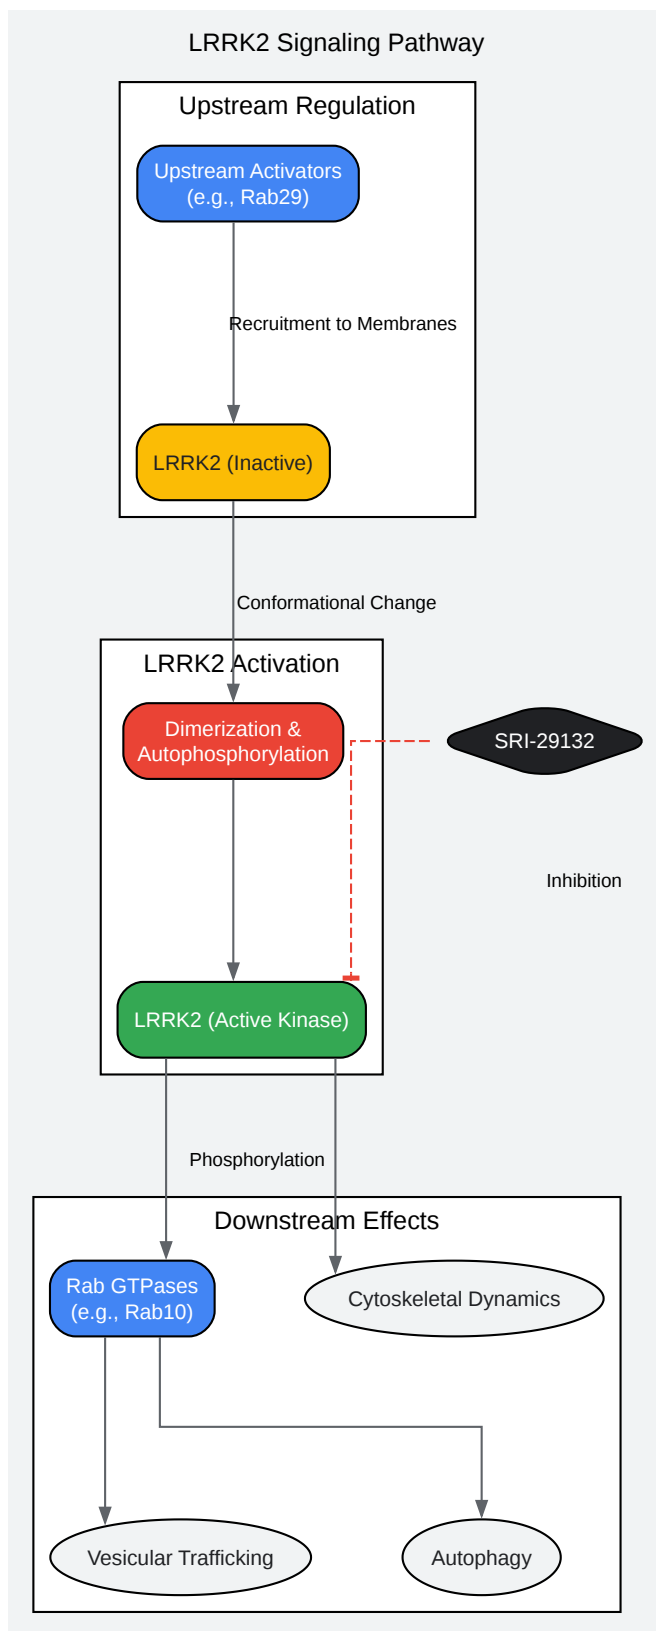 LRRK2 Signaling Pathway
Upstream Regulation
Upstream Activators
(e.g., Rab29)
Recruitment to Membranes
LRRK2 (Inactive)
Conformational Change
LRRK2 Activation
Dimerization &
Autophosphorylation
SRI-29132
Inhibition
LRRK2 (Active Kinase)
Phosphorylation
Downstream Effects
Rab GTPases
(e.g., Rab10)
Cytoskeletal Dynamics
Vesicular Trafficking
Autophagy